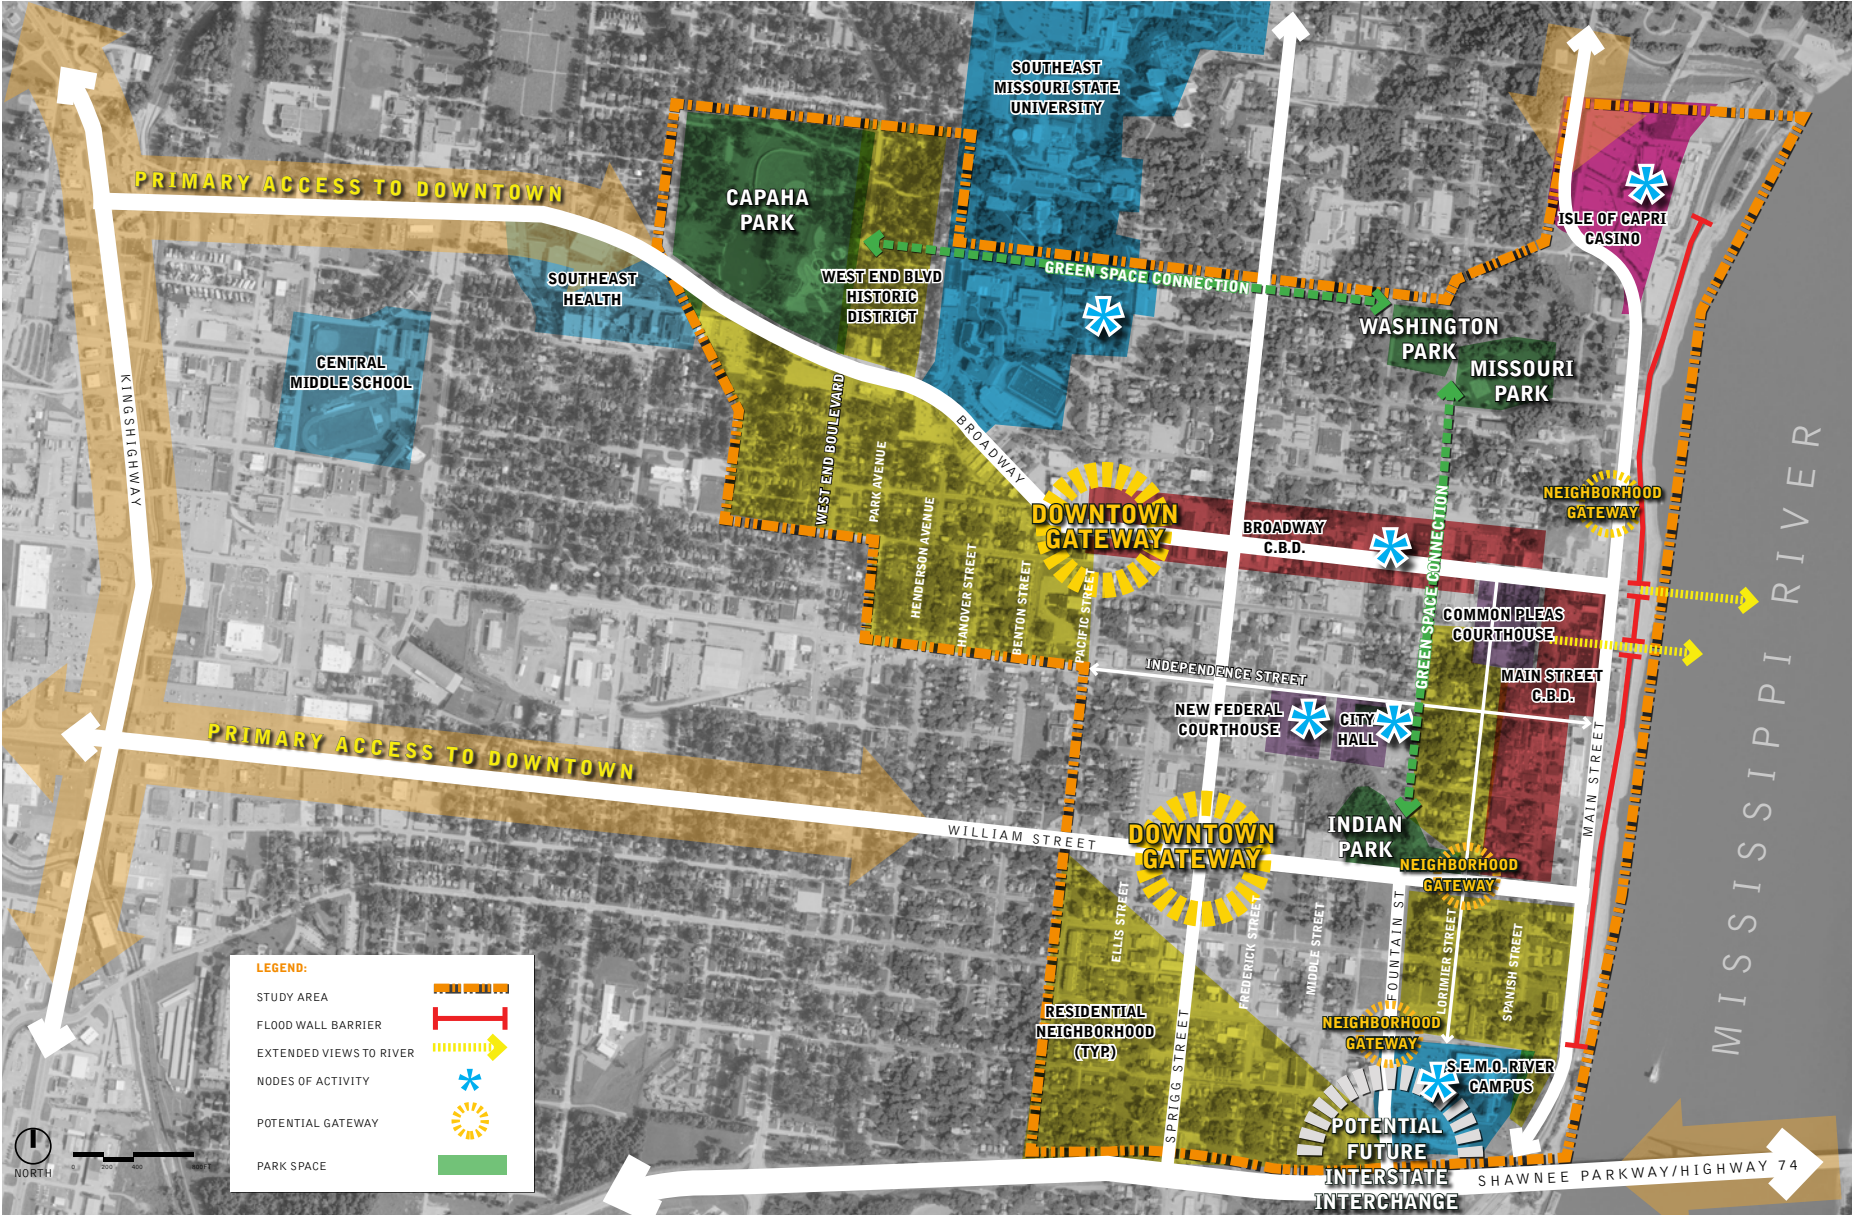 SOUTHEAST
MISSOURI STATE
UNIVERSITY
PRIMARY ACCESS TO DOWNTOWN
CAPAHA
PARK
ISLE OF CAPRI
CASINO
SOUTHEAST
HEALTH
WEST END BLVD
HISTORIC
DISTRICT
GREEN SPACE CONNECTION
WASHINGTON
PARK
MISSOURI
PARK
CENTRAL
MIDDLE SCHOOL
KINGSHIGHWAY
WEST END BOULEVARD
PARK AVENUE
HENDERSON AVENUE
HANOVER STREET
BENTON STREET
PACIFIC STREET
BROADWAY
DOWNTOWN
GATEWAY
BROADWAY
C.B.D.
NEIGHBORHOOD
GATEWAY
GREEN SPACE CONNECTION
COMMON PLEAS
COURTHOUSE
MAIN STREET
C.B.D.
INDEPENDENCE STREET
NEW FEDERAL
COURTHOUSE
CITY
HALL
MAIN STREET
MISSISSIPPI RIVER
PRIMARY ACCESS TO DOWNTOWN
WILLIAM STREET
DOWNTOWN
GATEWAY
INDIAN
PARK
NEIGHBORHOOD
GATEWAY
ELLIS STREET
FREDERICK STREET
MIDDLE STREET
FOUNTAIN ST
LORIMIER STREET
SPANISH STREET
RESIDENTIAL
NEIGHBORHOOD
(TYP.)
SPRIGG STREET
NEIGHBORHOOD
GATEWAY
S.E.M.O. RIVER
CAMPUS
POTENTIAL
FUTURE
INTERSTATE
INTERCHANGE
SHAWNEE PARKWAY/HIGHWAY 74
LEGEND:
STUDY AREA
FLOOD WALL BARRIER
EXTENDED VIEWS TO RIVER
NODES OF ACTIVITY
POTENTIAL GATEWAY
PARK SPACE
NORTH
0 200 400 800 FT